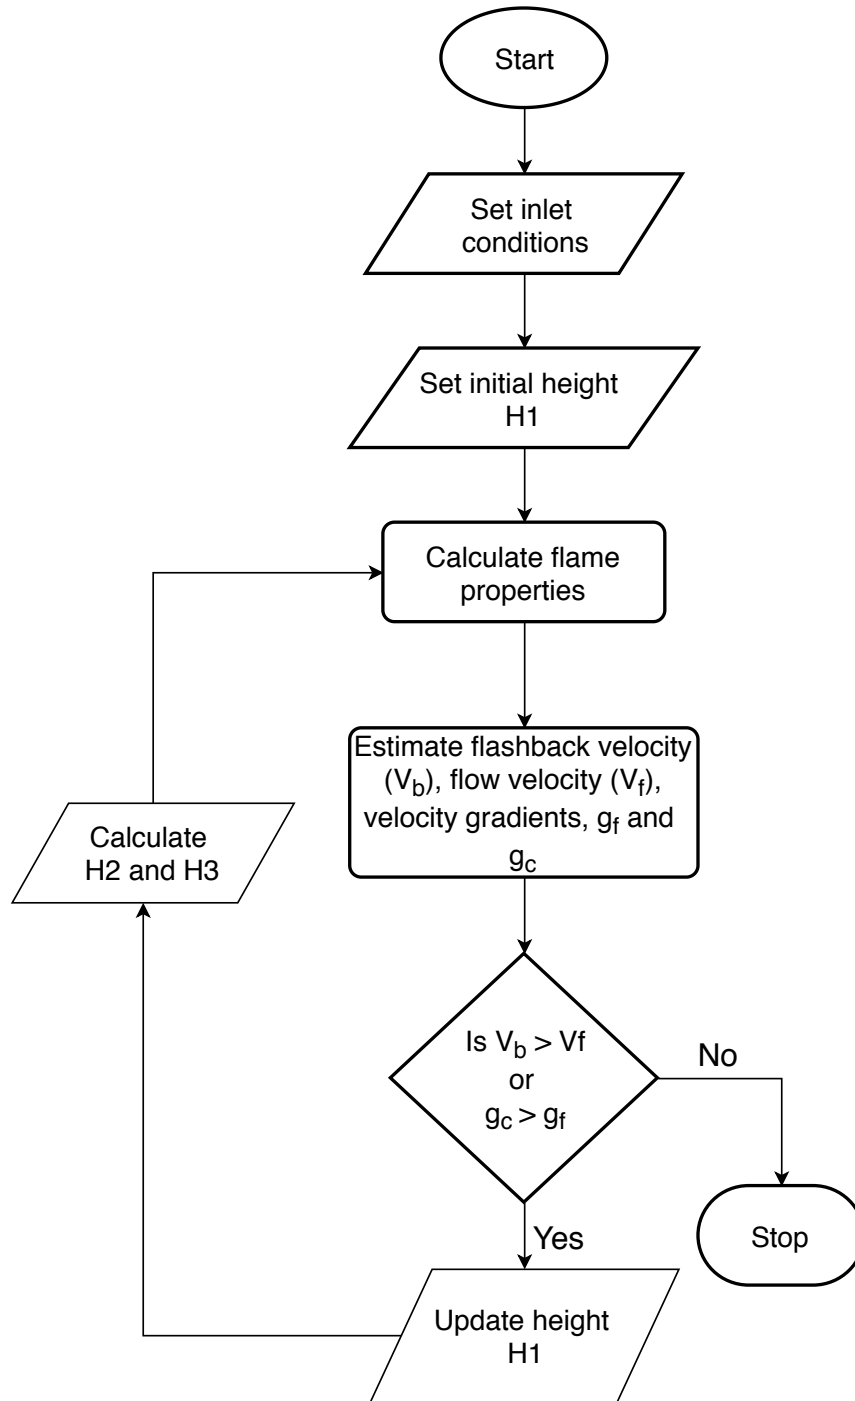 Start
Set inlet
conditions
Set initial height
H1
Calculate flame
properties
Estimate flashback velocity
(V_b), flow velocity (V_f),
velocity gradients, g_f and
g_c
Calculate
H2 and H3
Is V_b > Vf
or
g_c > g_f
No
Stop
Yes
Update height
H1